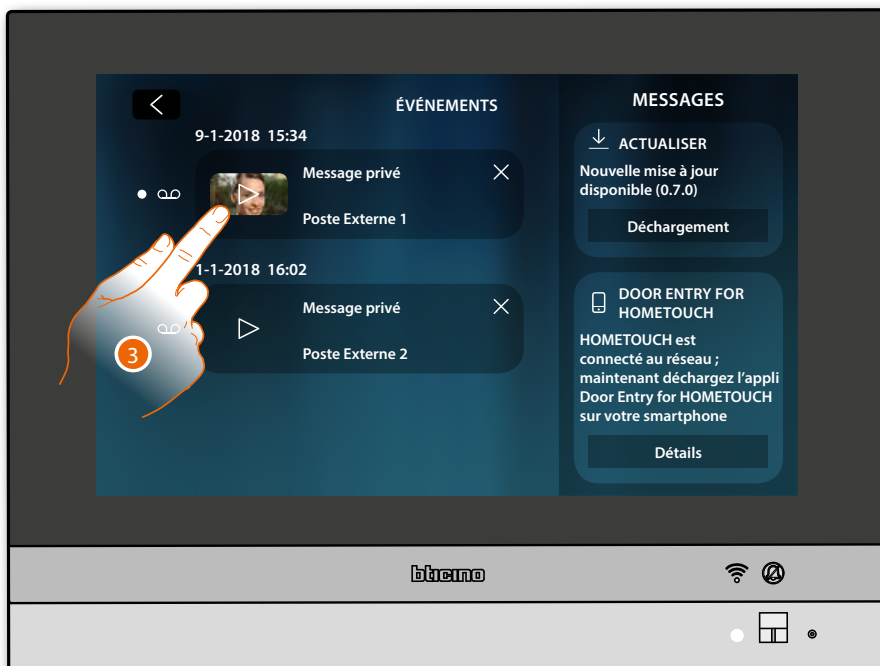 ÉVÉNEMENTS
9-1-2018 15:34
Message privé
Poste Externe 1
1-1-2018 16:02
Message privé
Poste Externe 2
3
MESSAGES
ACTUALISER
Nouvelle mise à jour
disponible (0.7.0)
Déchargement
DOOR ENTRY FOR
HOMETOUCH
HOMETOUCH est
connecté au réseau ;
maintenant déchargez l'appli
Door Entry for HOMETOUCH
sur votre smartphone
Détails
bticino